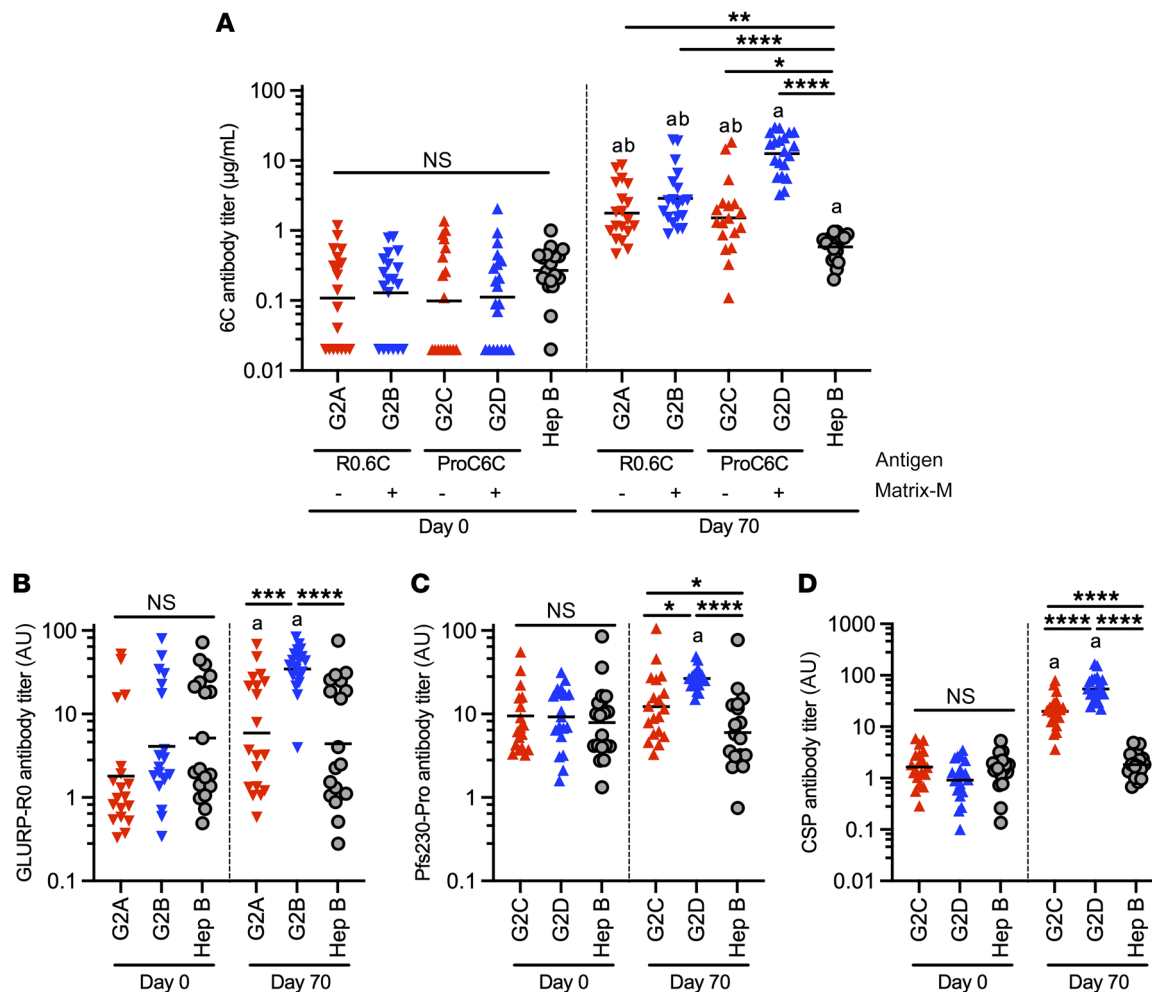 A
**
****
*
****
100
10
1
0.1
0.01
6C antibody titer (µg/mL)
NS
ab
ab
ab
a
a
G2A
G2B
G2C
G2D
Hep B
G2A
G2B
G2C
G2D
Hep B
R0.6C
ProC6C
R0.6C
ProC6C
Antigen
-
+
-
+
-
+
-
+
Matrix-M
Day 0
Day 70
B
NS
***
****
a
a
100
10
1
0.1
GLURP-R0 antibody titer (AU)
G2A
G2B
Hep B
G2A
G2B
Hep B
Day 0
Day 70
C
NS
*
*
****
a
100
10
1
0.1
Pfs230-Pro antibody titer (AU)
G2C
G2D
Hep B
G2C
G2D
Hep B
Day 0
Day 70
D
NS
****
****
****
a
a
1000
100
10
1
0.1
0.01
CSP antibody titer (AU)
G2C
G2D
Hep B
G2C
G2D
Hep B
Day 0
Day 70